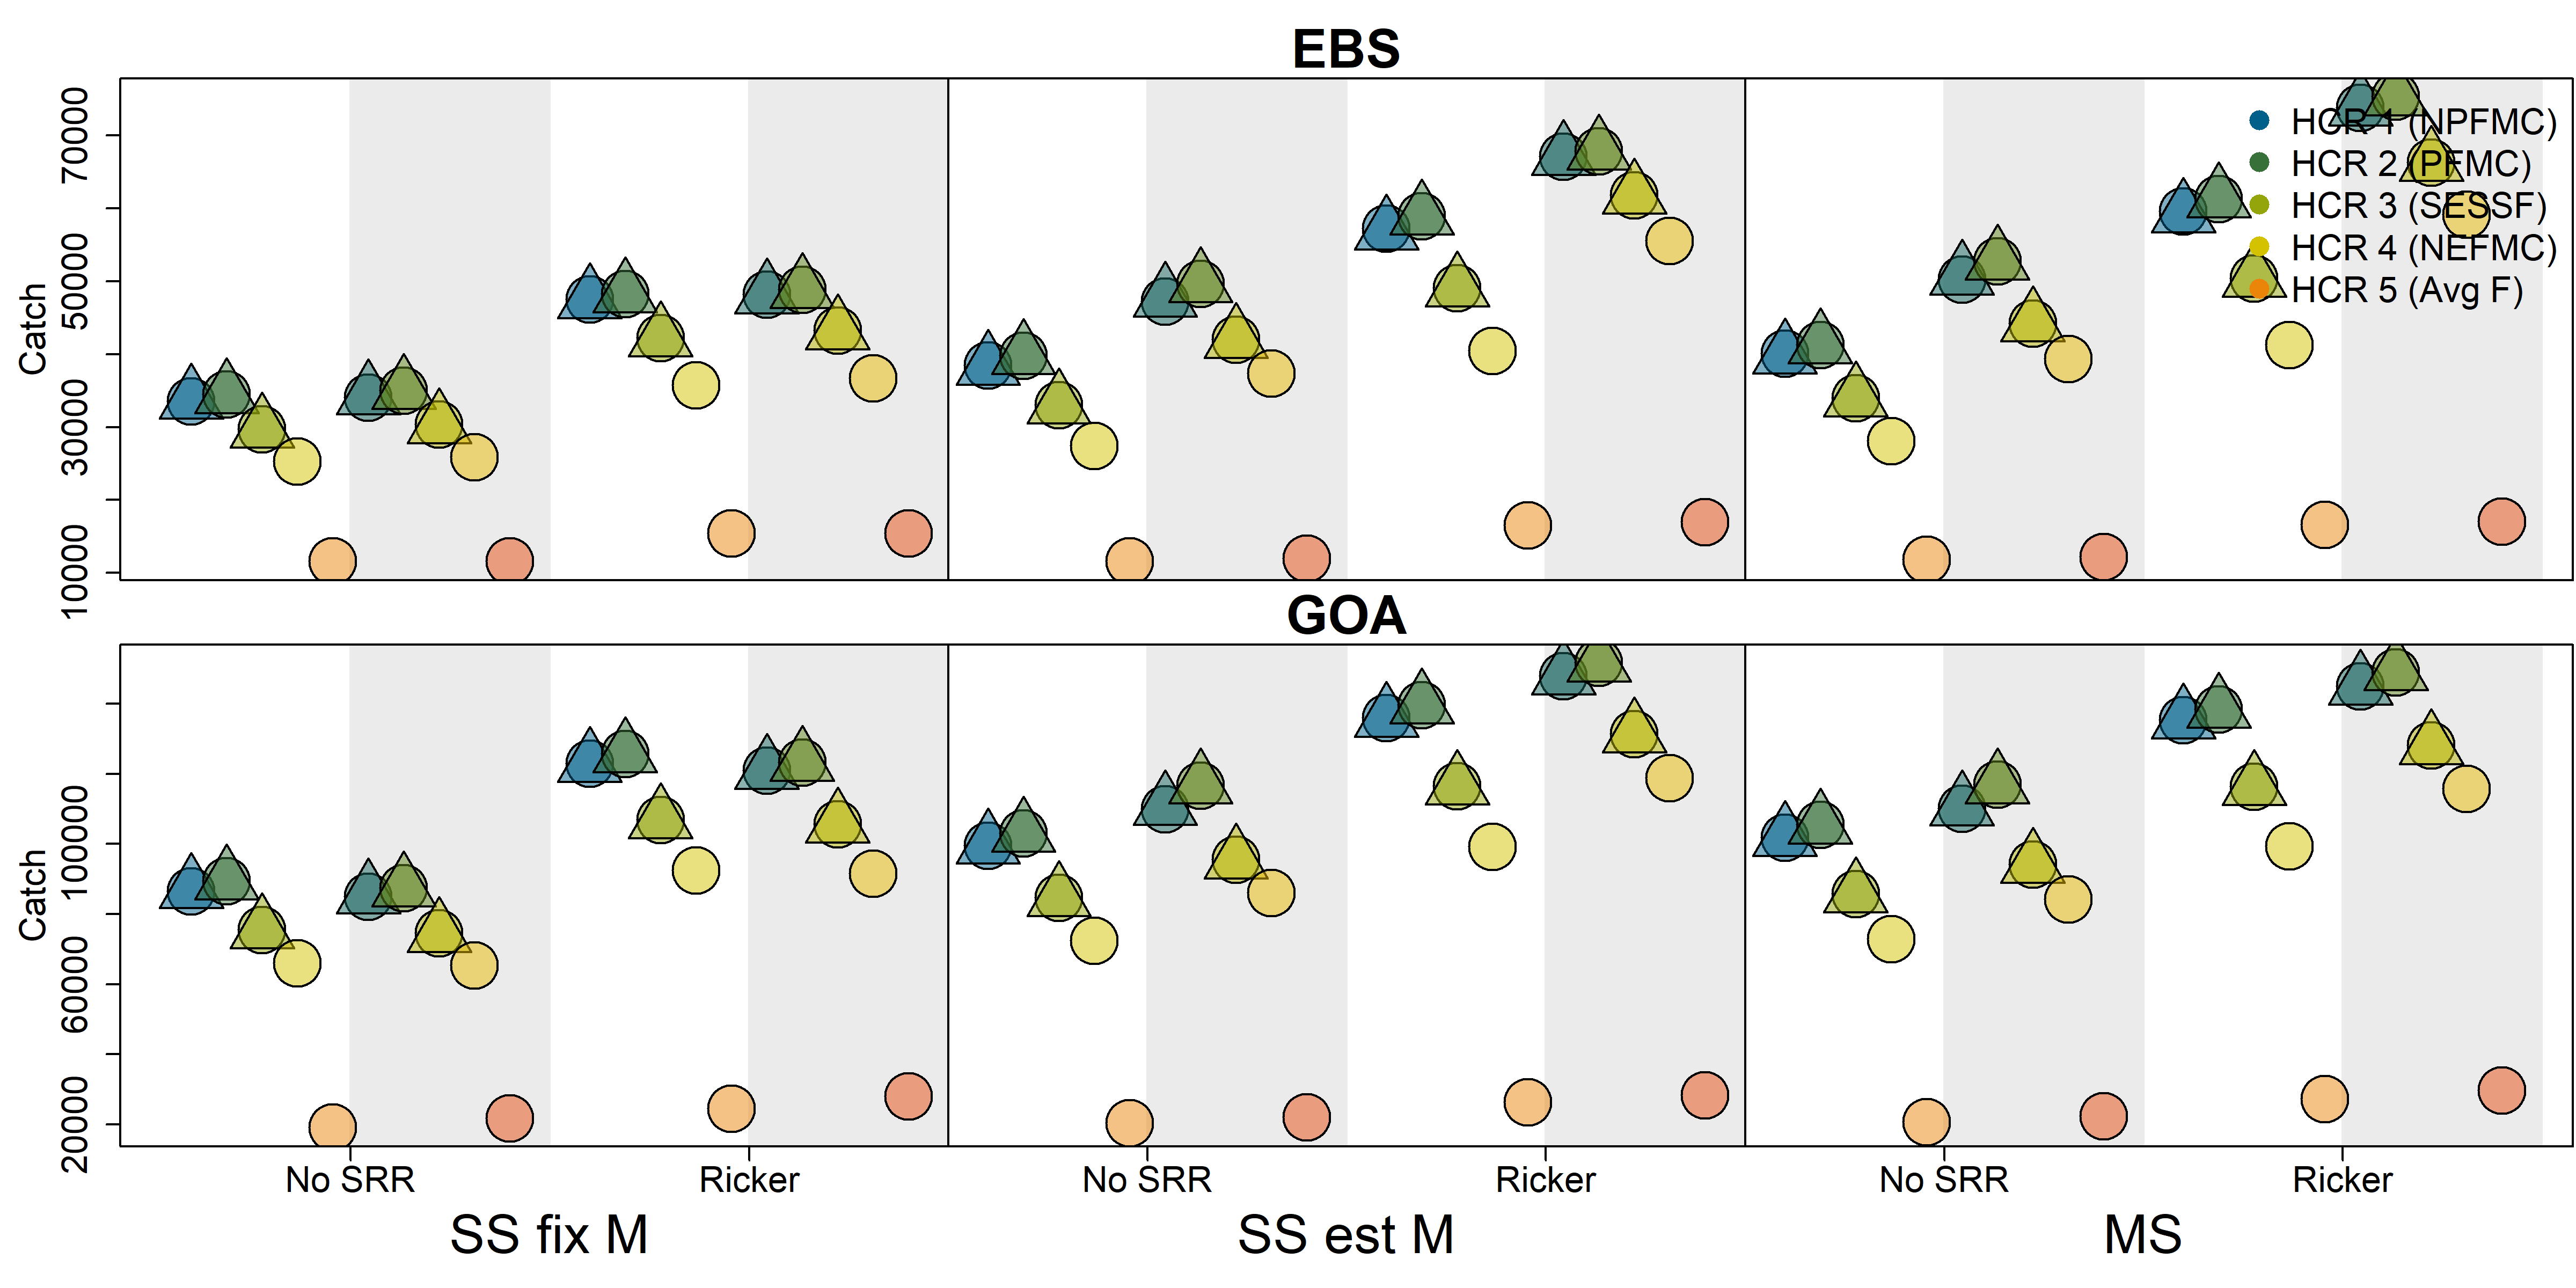 EBS
Catch
70000
50000
30000
10000
HCR 1 (NPFMC)
HCR 2 (PFMC)
HCR 3 (SESSF)
HCR 4 (NEFMC)
HCR 5 (Avg F)
GOA
Catch
100000
60000
20000
No SRR
Ricker
No SRR
Ricker
No SRR
Ricker
SS fix M
SS est M
MS